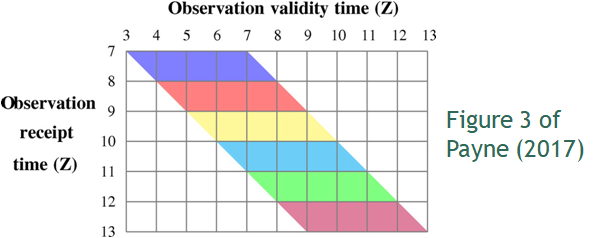 Observation validity time (Z)
3 4 5 6 7 8 9 10 11 12 13
7
8
Observation 9
receipt
10
time (Z)
11
12
13
Figure 3 of
Payne (2017)